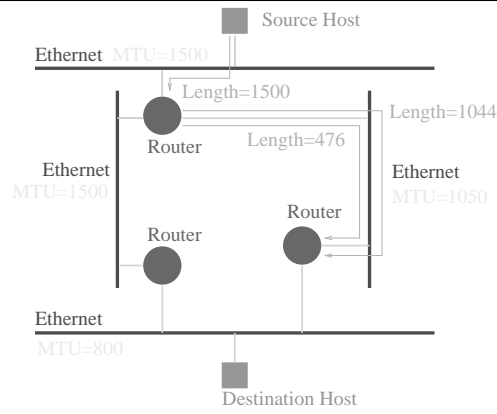 Source Host
Ethernet MTU=1500
Length=1500
Length=1044
Router
Length=476
Ethernet
MTU=1500
Ethernet
MTU=1050
Router
Router
Ethernet
MTU=800
Destination Host